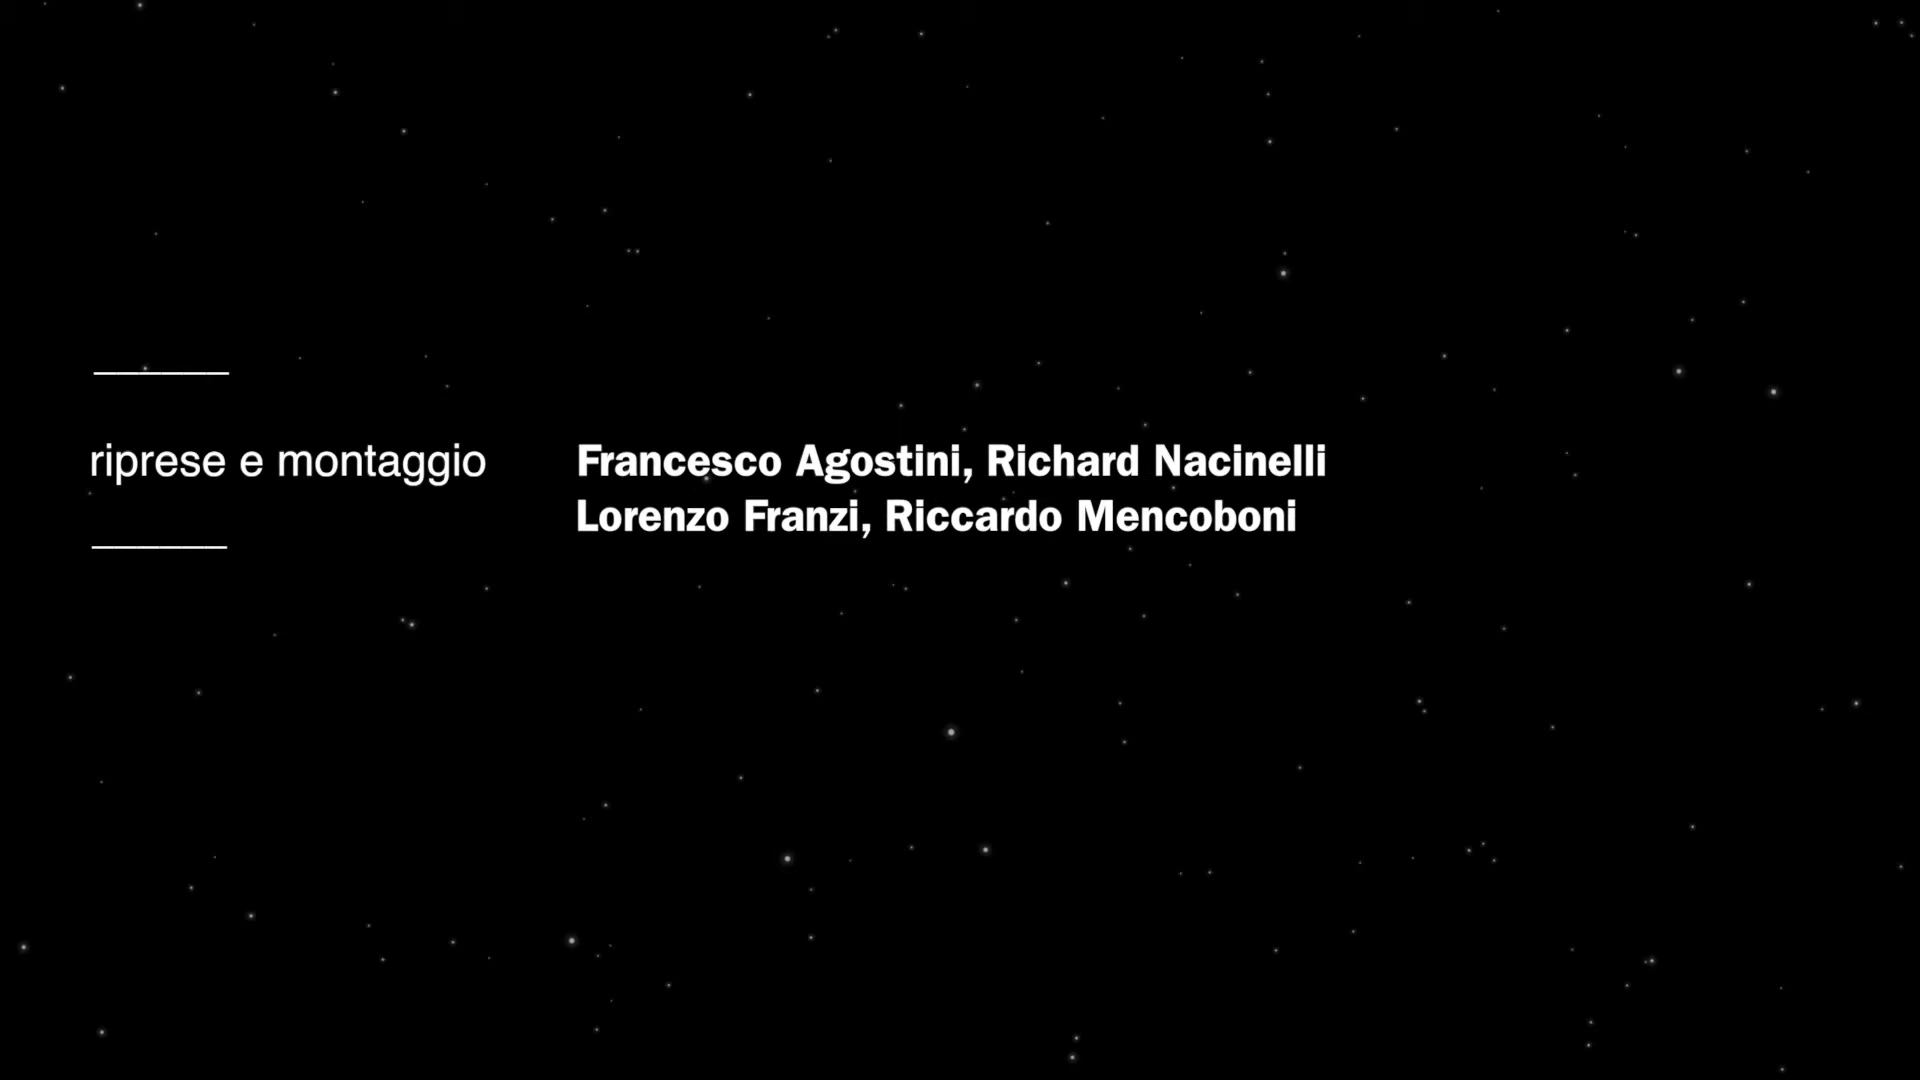 riprese e montaggio
Francesco Agostini, Richard Nacinelli
Lorenzo Franzi, Riccardo Mencoboni